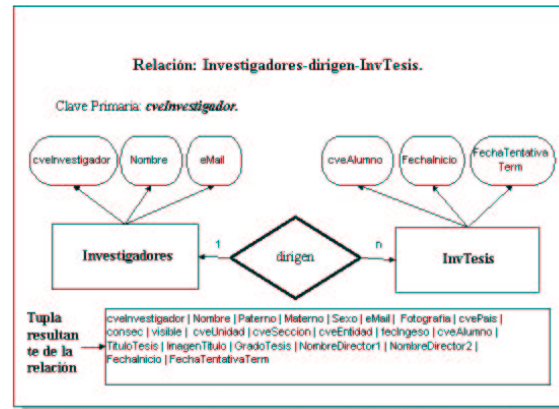 Relación: Investigadores-dirigen-InvTesis.
Clave Primaria: cveInvestigador.
cveInvestigador
Nombre
eMail
cveAlumno
FechaInicio
FechaTentativa
Term
Investigadores
1
dirigen
n
InvTesis
Tupla
resultan
te de la
relación
cveInvestigador | Nombre | Paterno | Materno | Sexo | eMail | Fotografia | cvePais |
consec | visible | cveUnidad | cveSeccion | cveEntidad | fecIngeso | cveAlumno |
TituloTesis | ImagenTitulo | GradoTesis | NombreDirector1 | NombreDirector2 |
FechaInicio | FechaTentativaTerm